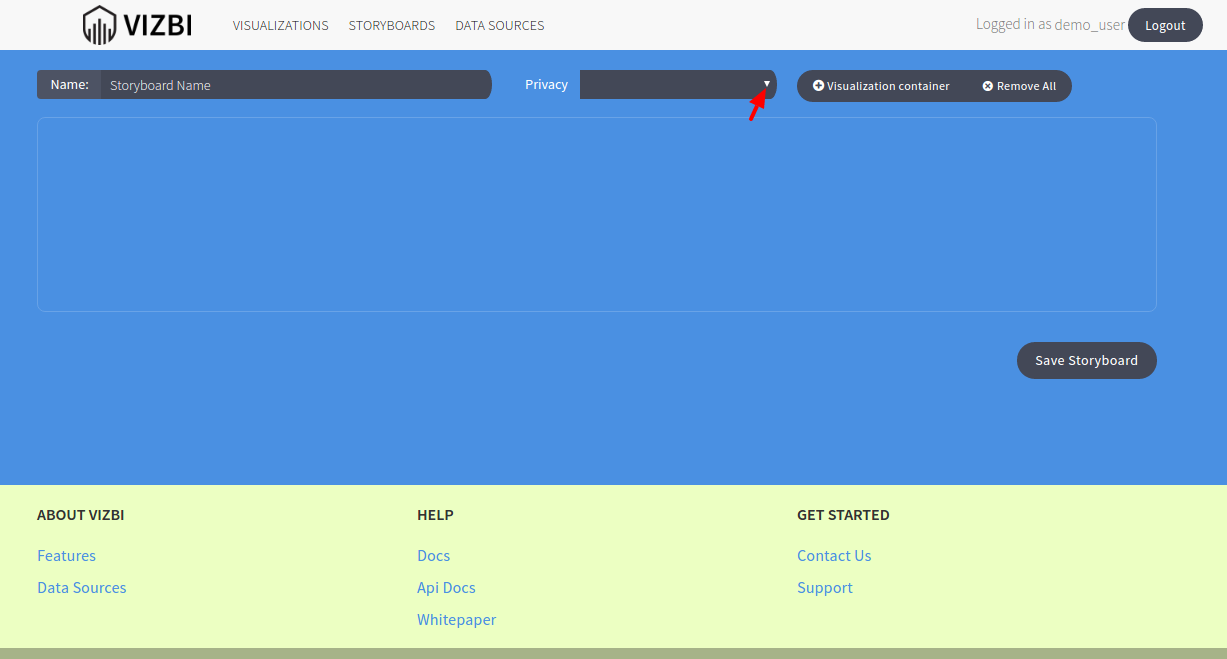 VIZBI VISUALIZATIONS STORYBOARDS DATA SOURCES Logged in as demo_user Logout
Name: Storyboard Name Privacy Visualization container Remove All
Save Storyboard
ABOUT VIZBI HELP GET STARTED
Features Docs Contact Us
Data Sources Api Docs Support
Whitepaper